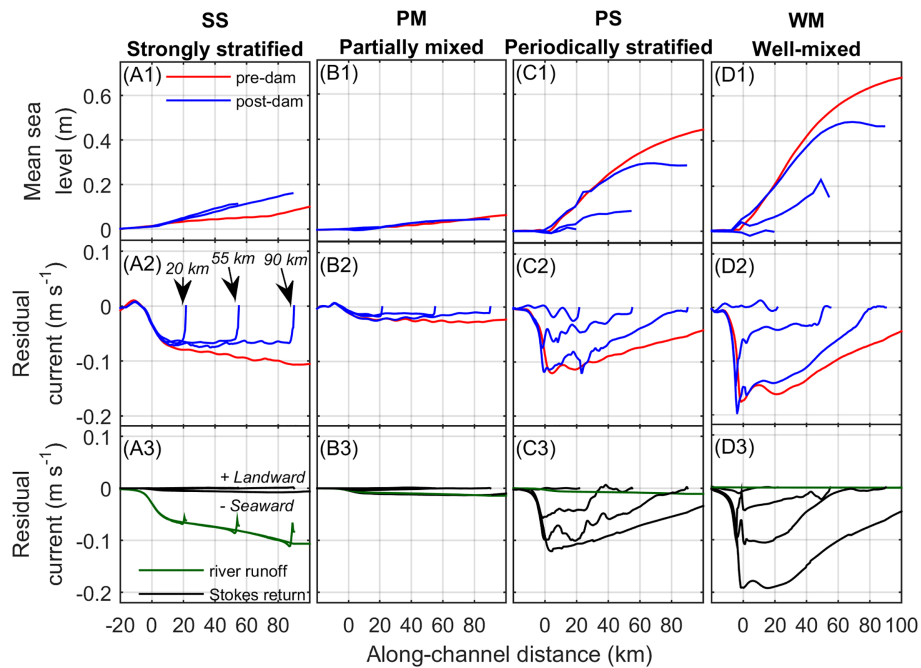 SS PM PS WM
Strongly stratified Partially mixed Periodically stratified Well-mixed
(A1) (B1) (C1) (D1)
pre-dam
post-dam
Mean sea
level (m)
0.6
0.4
0.2
0
(A2) (B2) (C2) (D2)
20 km 55 km 90 km
Residual
current (m s⁻¹)
0.1
0
-0.1
-0.2
(A3) (B3) (C3) (D3)
+ Landward
- Seaward
river runoff
Stokes return
Residual
current (m s⁻¹)
0.1
0
-0.1
-0.2
-20 0 20 40 60 80 0 20 40 60 80 0 20 40 60 80 0 20 40 60 80 100
Along-channel distance (km)